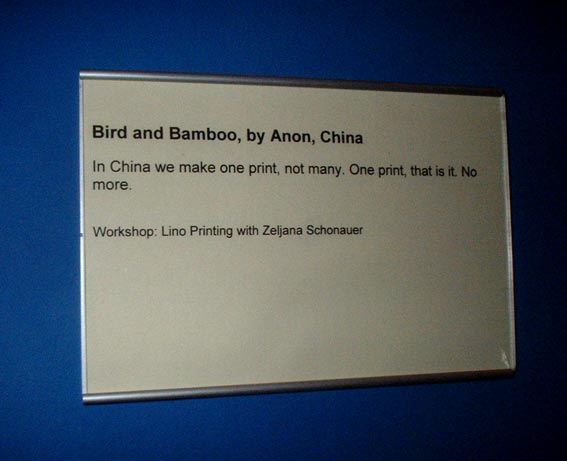 Bird and Bamboo, by Anon, China
In China we make one print, not many. One print, that is it. No
more.
Workshop: Lino Printing with Zeljana Schonauer